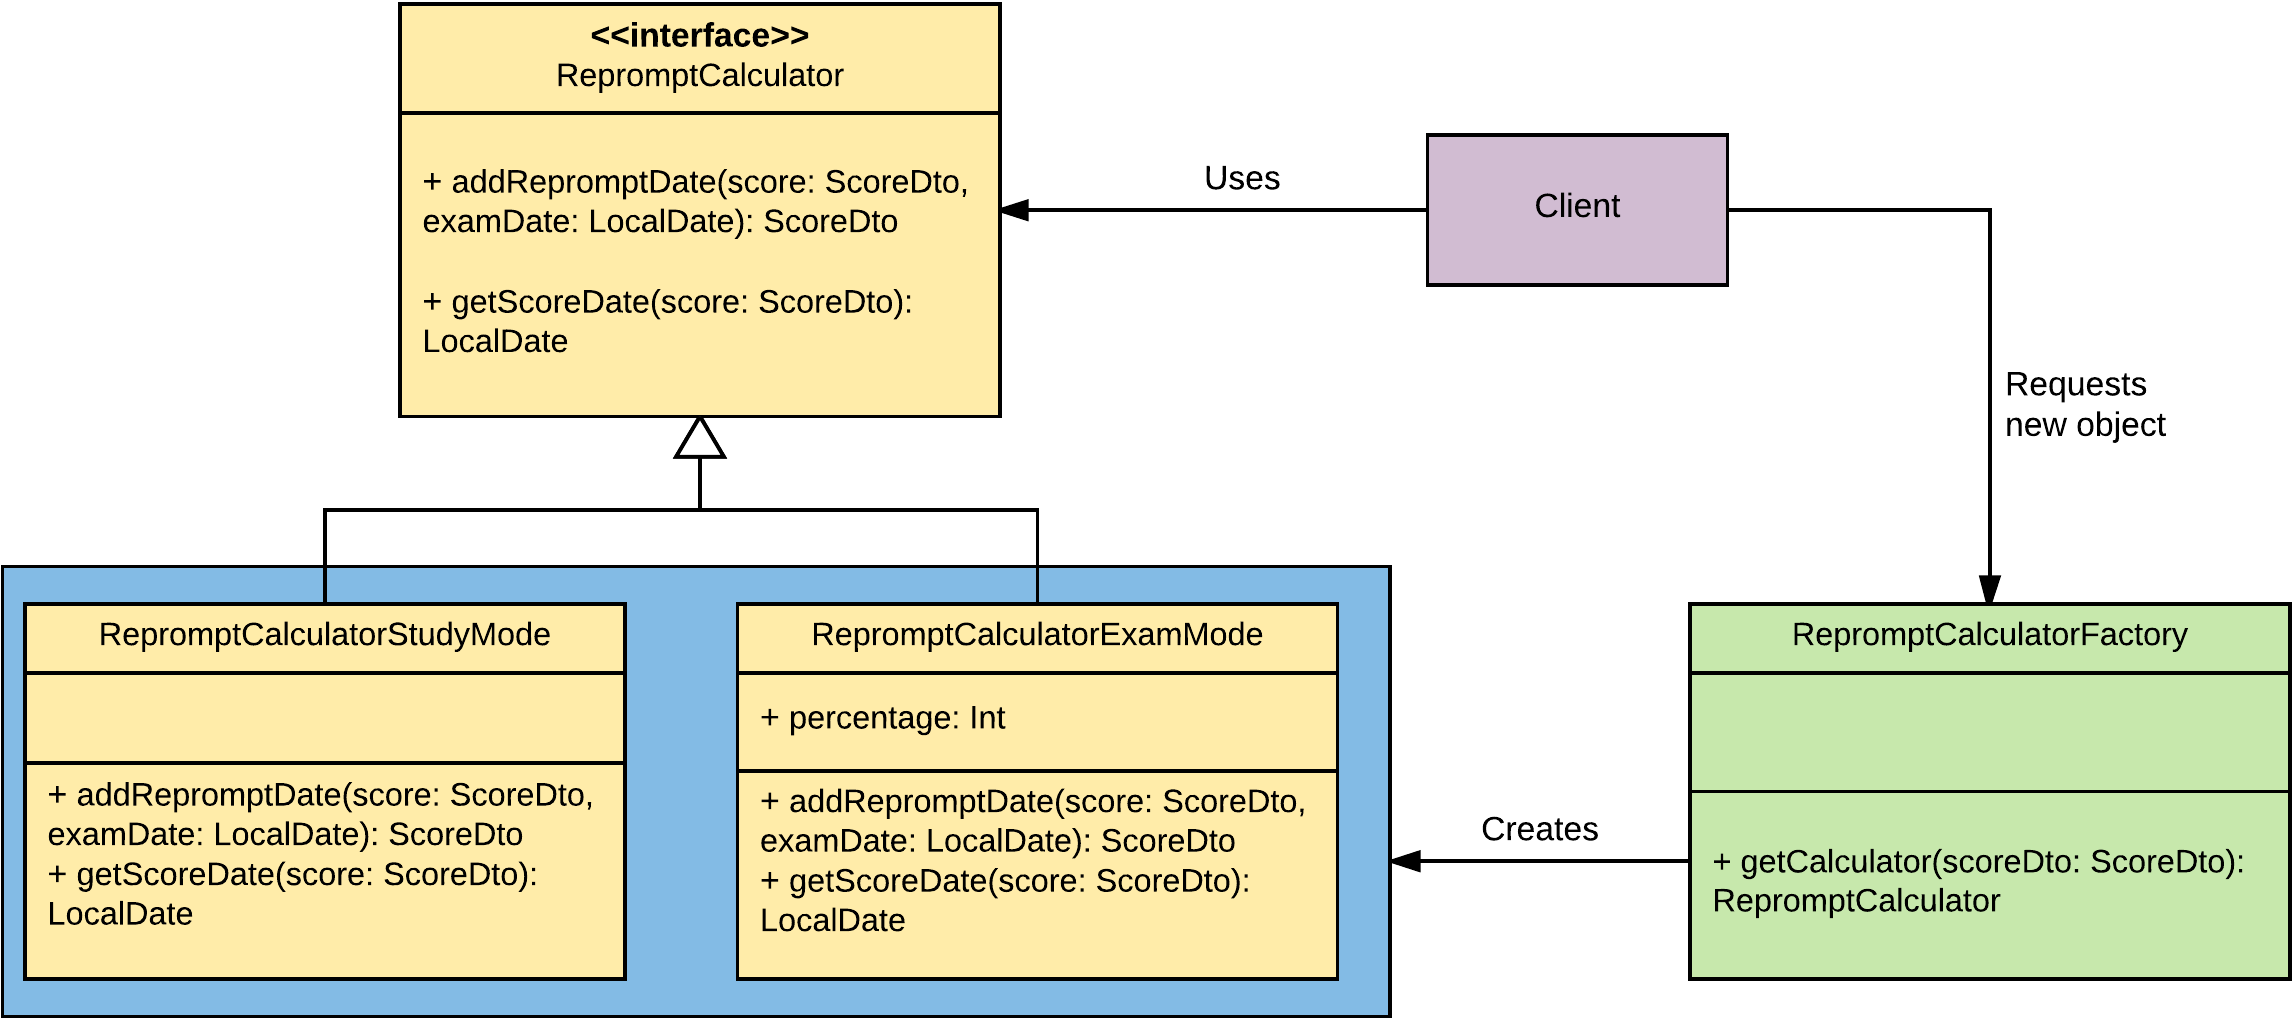 <<interface>>
RepromptCalculator
+ addRepromptDate(score: ScoreDto,
examDate: LocalDate): ScoreDto
+ getScoreDate(score: ScoreDto):
LocalDate
Uses
Client
Requests
new object
RepromptCalculatorStudyMode
+ addRepromptDate(score: ScoreDto,
examDate: LocalDate): ScoreDto
+ getScoreDate(score: ScoreDto):
LocalDate
RepromptCalculatorExamMode
+ percentage: Int
+ addRepromptDate(score: ScoreDto,
examDate: LocalDate): ScoreDto
+ getScoreDate(score: ScoreDto):
LocalDate
Creates
RepromptCalculatorFactory
+ getCalculator(scoreDto: ScoreDto):
RepromptCalculator